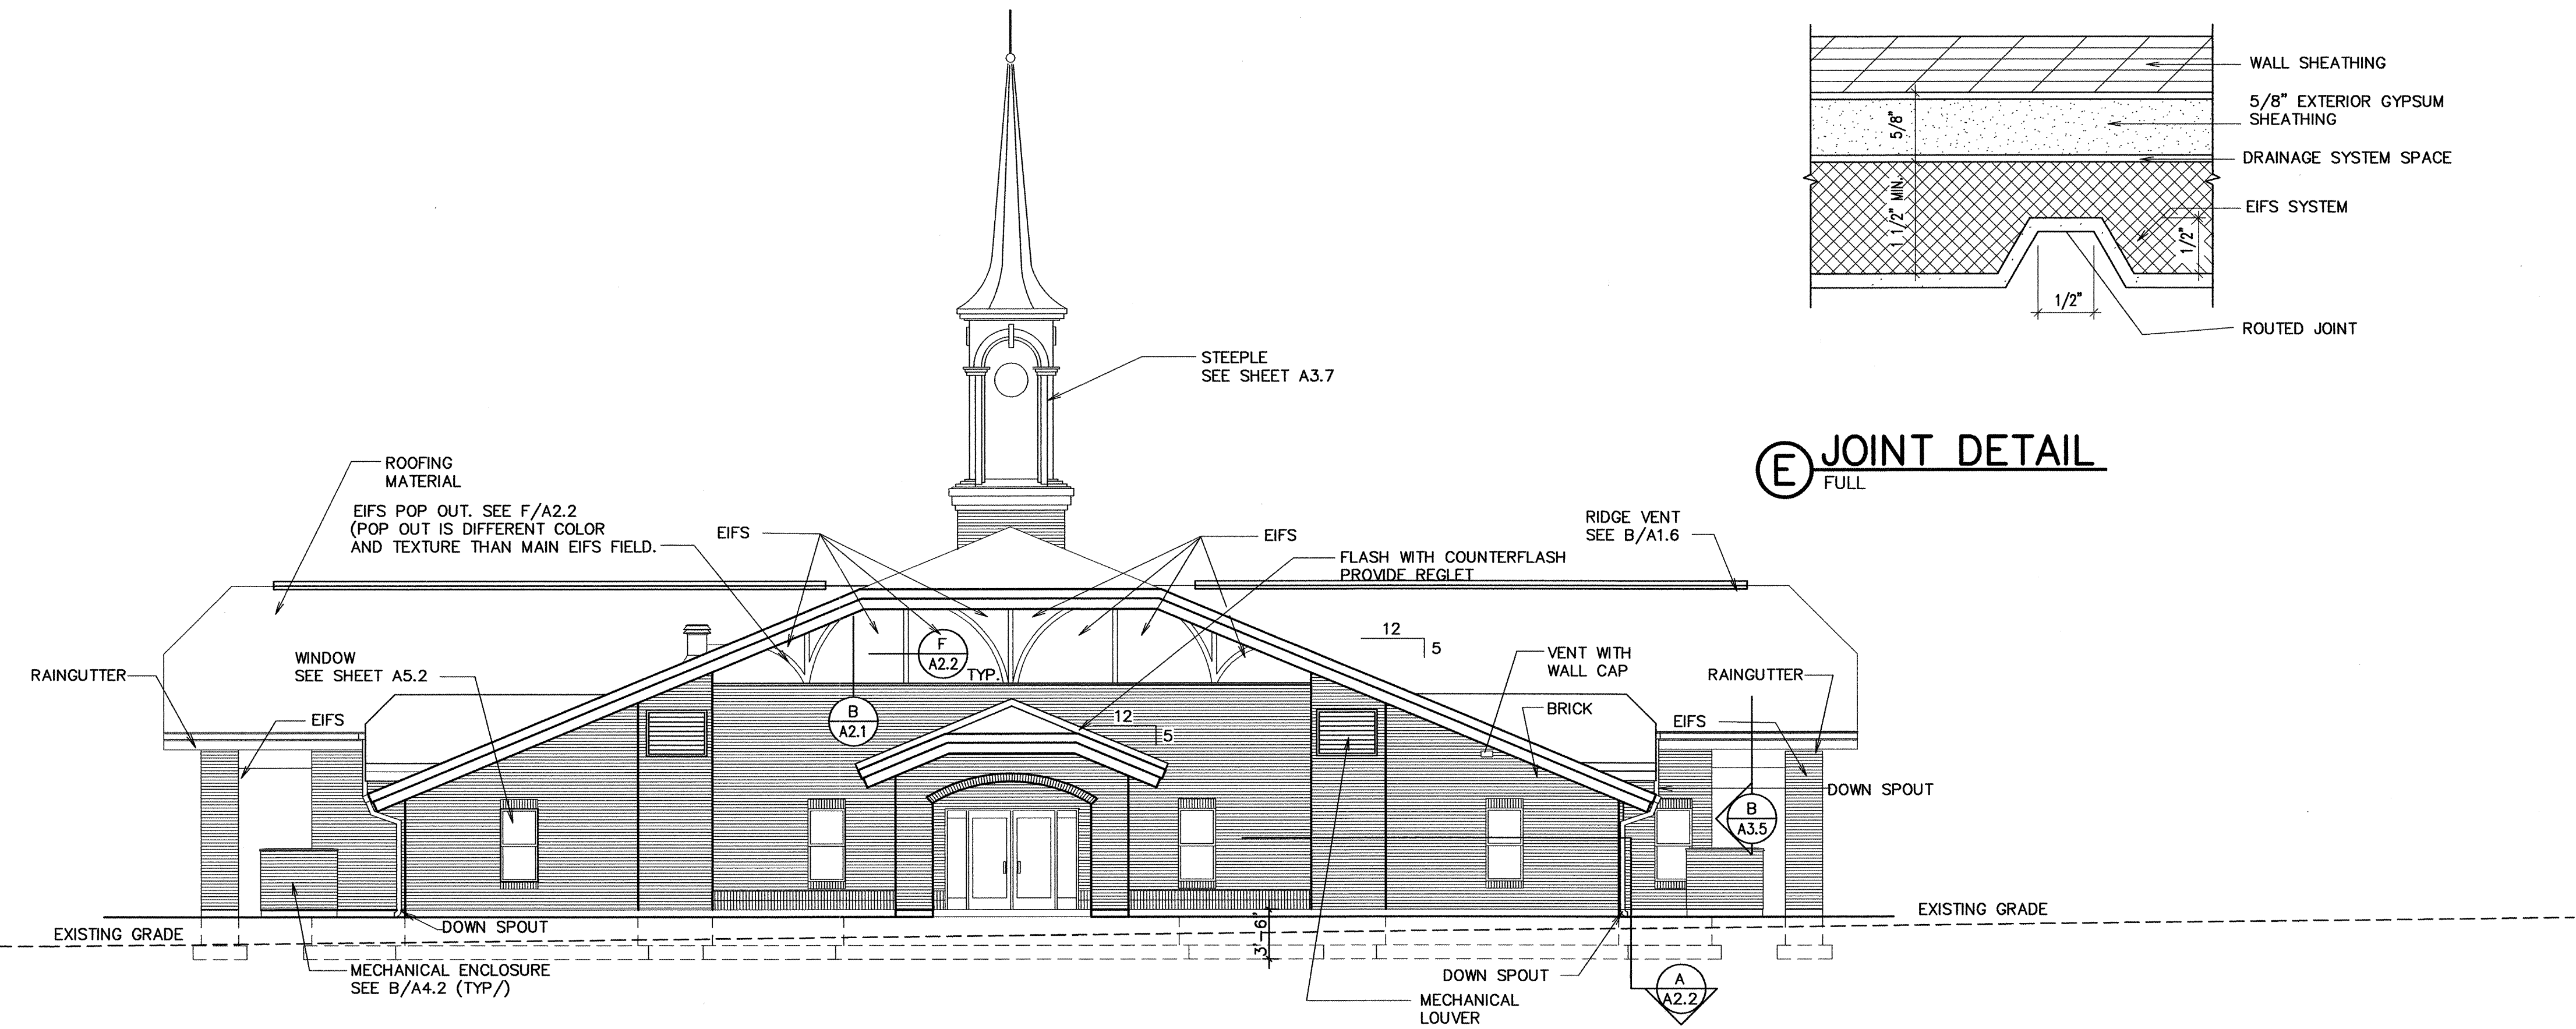 WALL SHEATHING
5/8" EXTERIOR GYPSUM
SHEATHING
DRAINAGE SYSTEM SPACE
EIFS SYSTEM
5/8"
1 1/2" MIN.
1/2"
1/2"
ROUTED JOINT
E JOINT DETAIL
FULL
STEEPLE
SEE SHEET A3.7
ROOFING
MATERIAL
EIFS POP OUT. SEE F/A2.2
(POP OUT IS DIFFERENT COLOR
AND TEXTURE THAN MAIN EIFS FIELD.
EIFS
EIFS
FLASH WITH COUNTERFLASH
PROVIDE REGLET
RIDGE VENT
SEE B/A1.6
RAINGUTTER
WINDOW
SEE SHEET A5.2
EIFS
F
A2.2
TYP.
B
A2.1
12
5
12
5
VENT WITH
WALL CAP
BRICK
RAINGUTTER
EIFS
DOWN SPOUT
B
A3.5
EXISTING GRADE
EXISTING GRADE
DOWN SPOUT
3'-6"
MECHANICAL ENCLOSURE
SEE B/A4.2 (TYP/)
DOWN SPOUT
MECHANICAL
LOUVER
A
A2.2